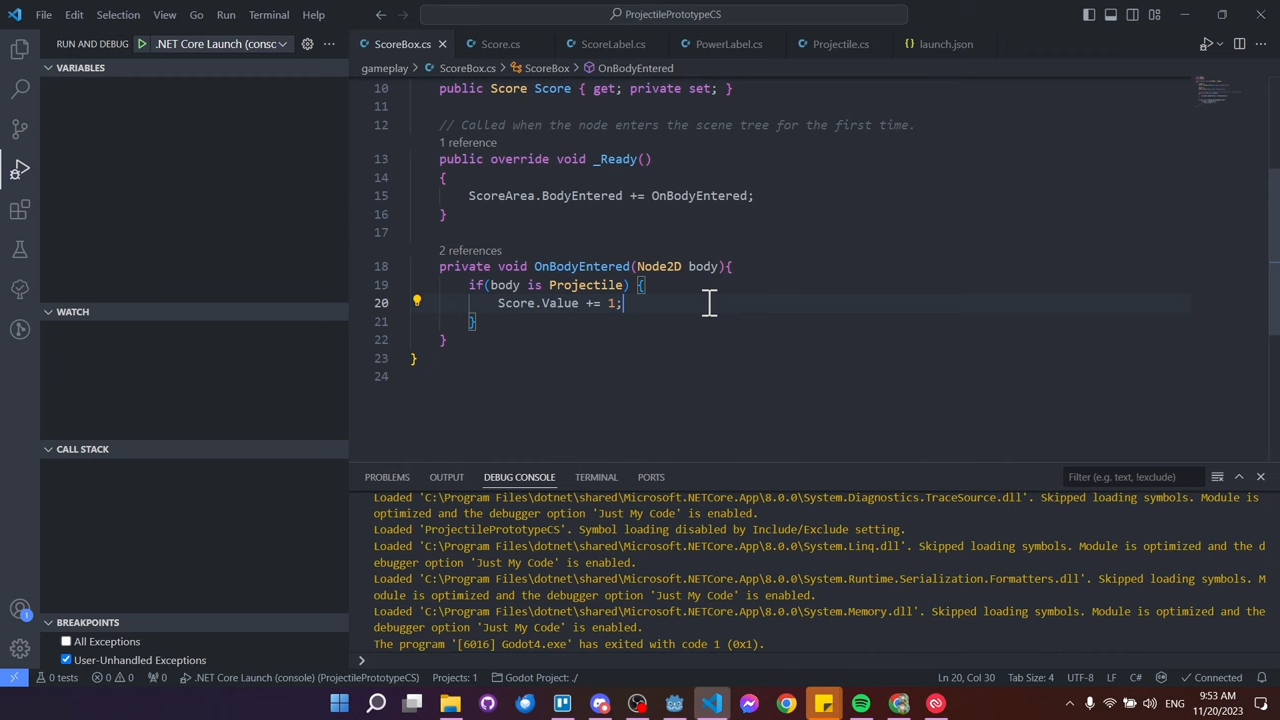 File Edit Selection View Go Run Terminal Help
ProjectilePrototypeCS
RUN AND DEBUG .NET Core Launch (consc
ScoreBox.cs Score.cs ScoreLabel.cs PowerLabel.cs Projectile.cs launch.json
VARIABLES
gameplay > ScoreBox.cs > ScoreBox > OnBodyEntered
10 public Score Score { get; private set; }
11
12 // Called when the node enters the scene tree for the first time.
1 reference
13 public override void _Ready()
14 {
15 ScoreArea.BodyEntered += OnBodyEntered;
16 }
17
2 references
18 private void OnBodyEntered(Node2D body){
19 if(body is Projectile) {
20 Score.Value += 1;
21 }
22 }
23 }
24
WATCH
CALL STACK
BREAKPOINTS
All Exceptions
User-Unhandled Exceptions
PROBLEMS OUTPUT DEBUG CONSOLE TERMINAL PORTS
Filter (e.g. text, !exclude)
Loaded 'C:\Program Files\dotnet\shared\Microsoft.NETCore.App\8.0.0\System.Diagnostics.TraceSource.dll'. Skipped loading symbols. Module is
optimized and the debugger option 'Just My Code' is enabled.
Loaded 'ProjectilePrototypeCS'. Symbol loading disabled by Include/Exclude setting.
Loaded 'C:\Program Files\dotnet\shared\Microsoft.NETCore.App\8.0.0\System.Linq.dll'. Skipped loading symbols. Module is optimized and the d
ebugger option 'Just My Code' is enabled.
Loaded 'C:\Program Files\dotnet\shared\Microsoft.NETCore.App\8.0.0\System.Runtime.Serialization.Formatters.dll'. Skipped loading symbols. M
odule is optimized and the debugger option 'Just My Code' is enabled.
Loaded 'C:\Program Files\dotnet\shared\Microsoft.NETCore.App\8.0.0\System.Memory.dll'. Skipped loading symbols. Module is optimized and the
debugger option 'Just My Code' is enabled.
The program '[6016] Godot4.exe' has exited with code 1 (0x1).
1
0 tests 0 0 0 .NET Core Launch (console) (ProjectilePrototypeCS) Projects: 1 Godot Project: ./ Ln 20, Col 30 Tab Size: 4 UTF-8 LF C# Connected
9:53 AM
11/20/2023